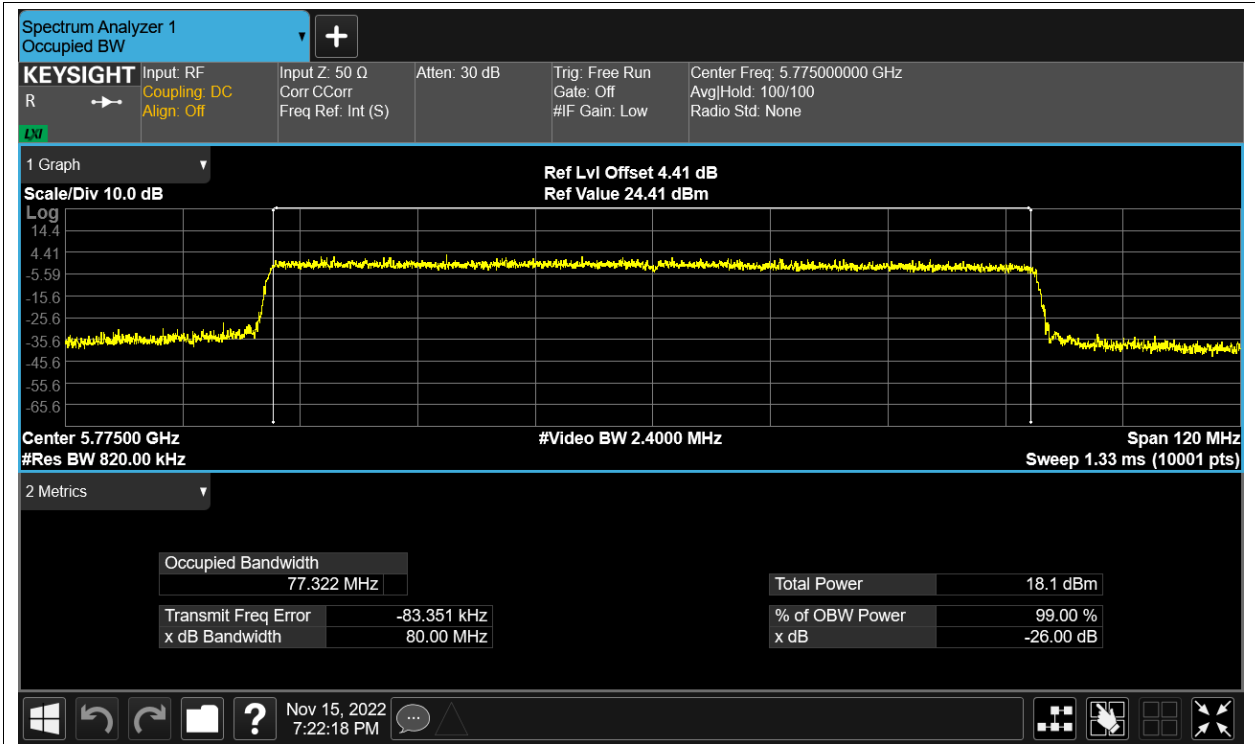 Spectrum Analyzer 1
Occupied BW
KEYSIGHT
R
LXI
Input: RF
Coupling: DC
Align: Off
Input Z: 50 Ω
Corr CCorr
Freq Ref: Int (S)
Atten: 30 dB
Trig: Free Run
Gate: Off
#IF Gain: Low
Center Freq: 5.775000000 GHz
Avg|Hold: 100/100
Radio Std: None
1 Graph
Scale/Div 10.0 dB
Ref Lvl Offset 4.41 dB
Ref Value 24.41 dBm
Log
14.4
4.41
-5.59
-15.6
-25.6
-35.6
-45.6
-55.6
-65.6
Center 5.77500 GHz
#Res BW 820.00 kHz
#Video BW 2.4000 MHz
Span 120 MHz
Sweep 1.33 ms (10001 pts)
2 Metrics
Occupied Bandwidth
77.322 MHz
Transmit Freq Error -83.351 kHz
x dB Bandwidth 80.00 MHz
Total Power 18.1 dBm
% of OBW Power 99.00 %
x dB -26.00 dB
?
Nov 15, 2022
7:22:18 PM